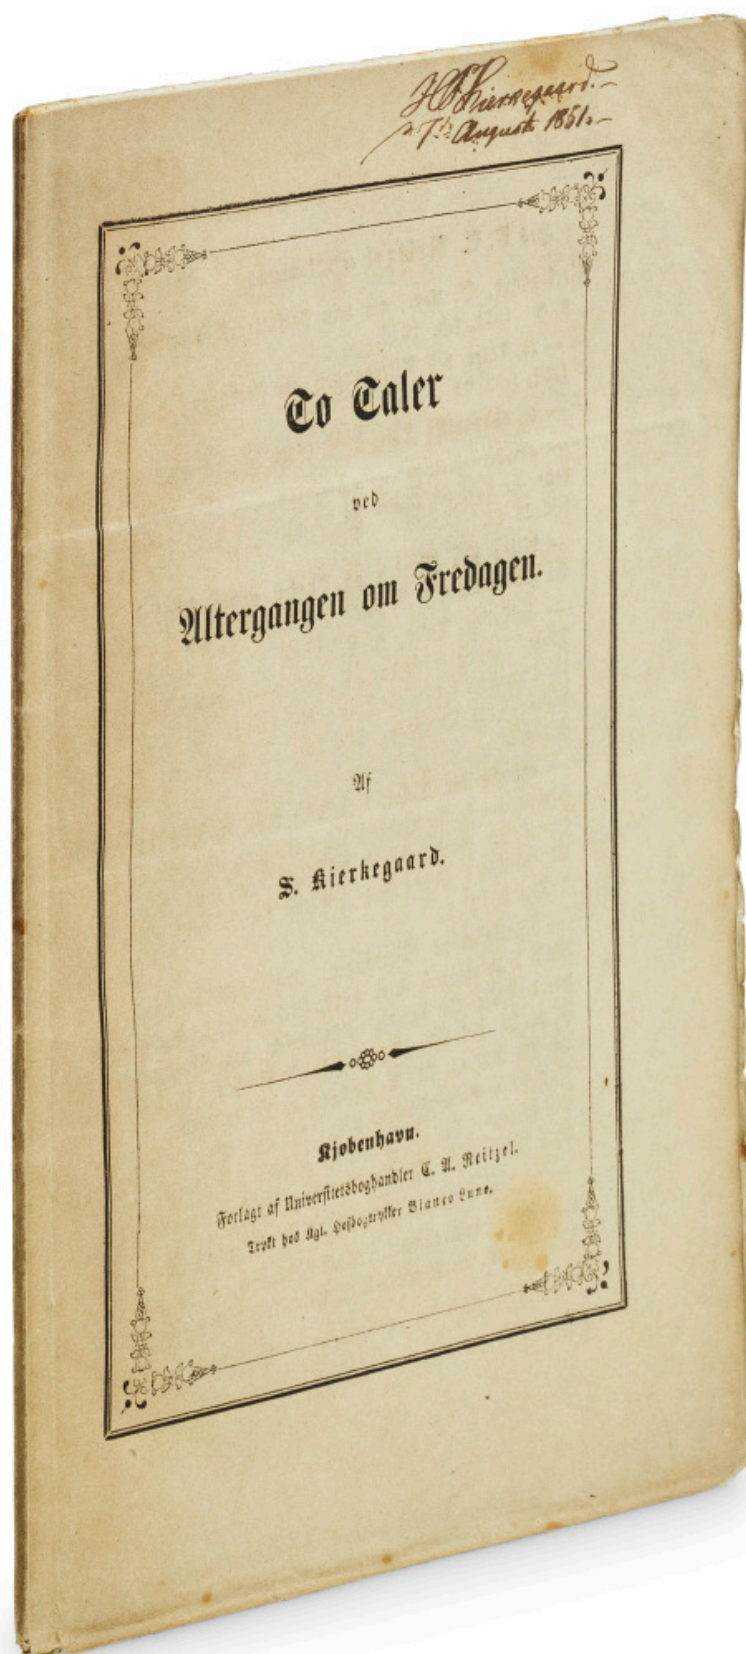 H P Kierkegaard.-
d. 7de August 1851.-
To Taler
ved
Altergangen om Fredagen.
Af
S. Kierkegaard.
Kjøbenhavn.
Forlagt af Universitetsboghandler C. A. Reitzel.
Trykt hos Kgl. Hofbogtrykker Bianco Luno.